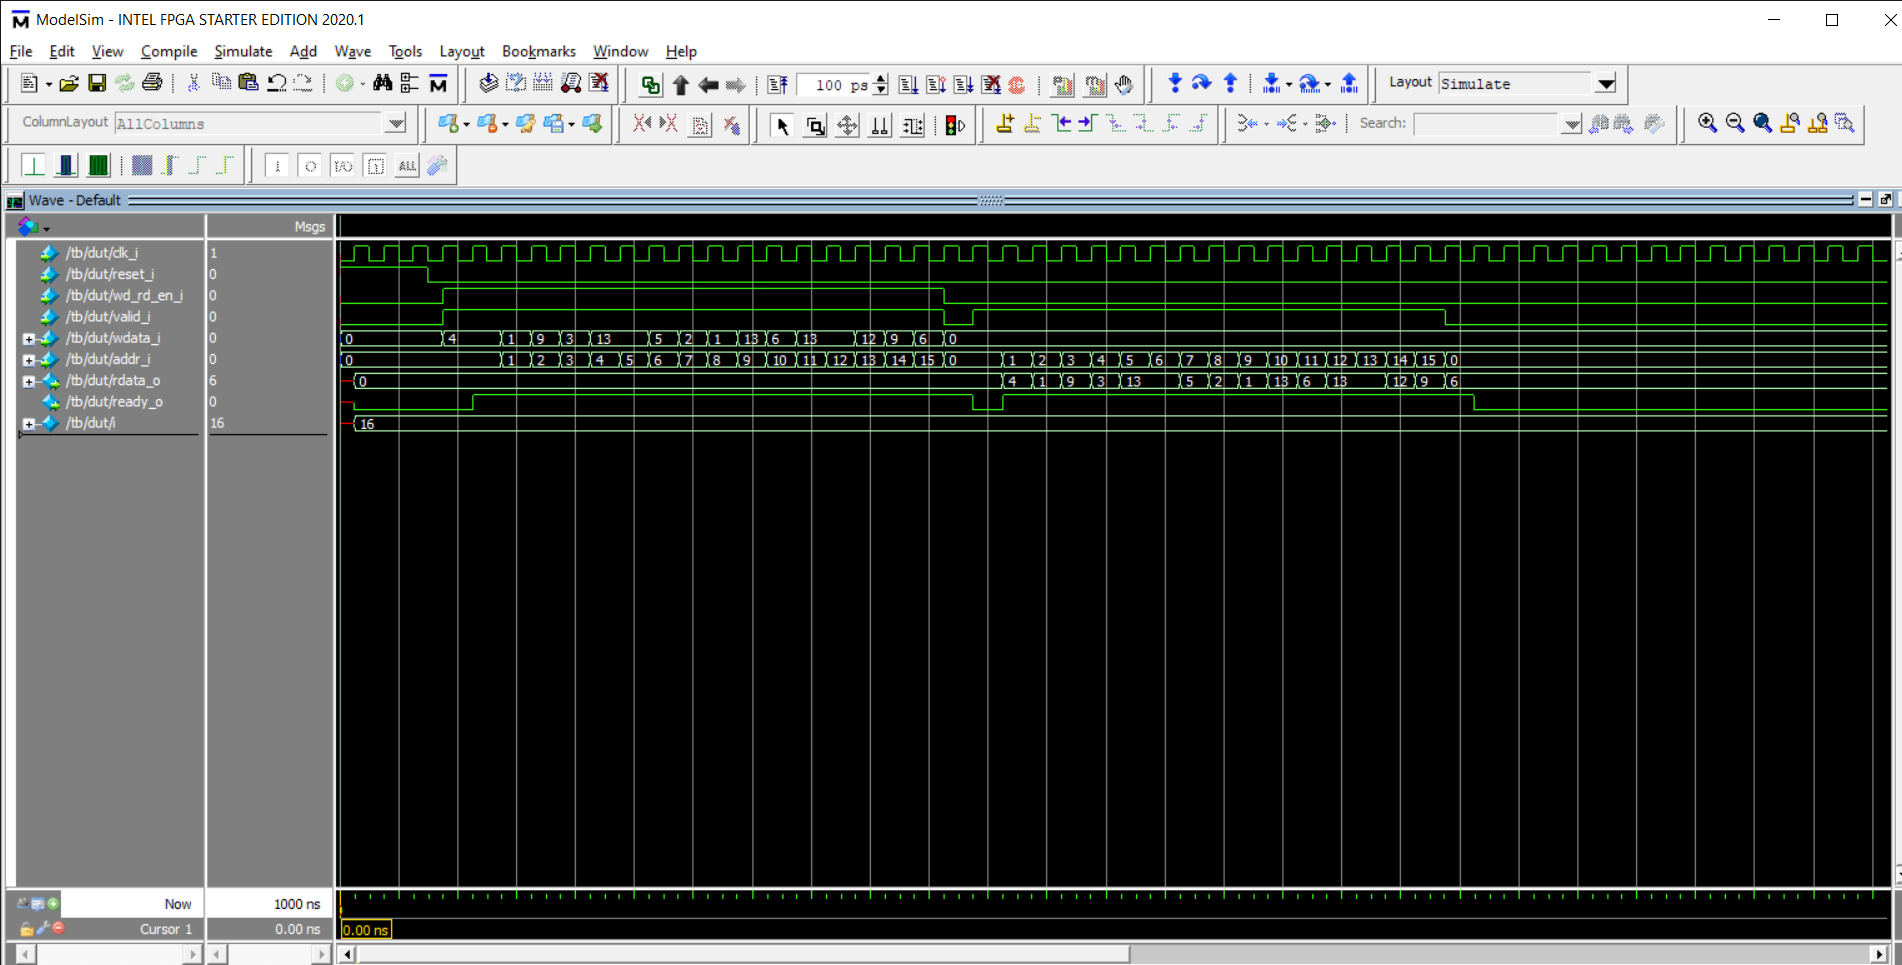 ModelSim - INTEL FPGA STARTER EDITION 2020.1
File Edit View Compile Simulate Add Wave Tools Layout Bookmarks Window Help
100 ps Layout Simulate
ColumnLayout AllColumns Search:
ALL
Wave - Default
Msgs
/tb/dut/clk_i 1
/tb/dut/reset_i 0
/tb/dut/wd_rd_en_i 0
/tb/dut/valid_i 0
/tb/dut/wdata_i 0 0 4 1 9 3 13 5 2 1 13 6 13 12 9 6 0
/tb/dut/addr_i 0 0 1 2 3 4 5 6 7 8 9 10 11 12 13 14 15 0 1 2 3 4 5 6 7 8 9 10 11 12 13 14 15 0
/tb/dut/rdata_o 6 0 4 1 9 3 13 5 2 1 13 6 13 12 9 6
/tb/dut/ready_o 0
/tb/dut/i 16 16
Now 1000 ns
Cursor 1 0.00 ns 0.00 ns